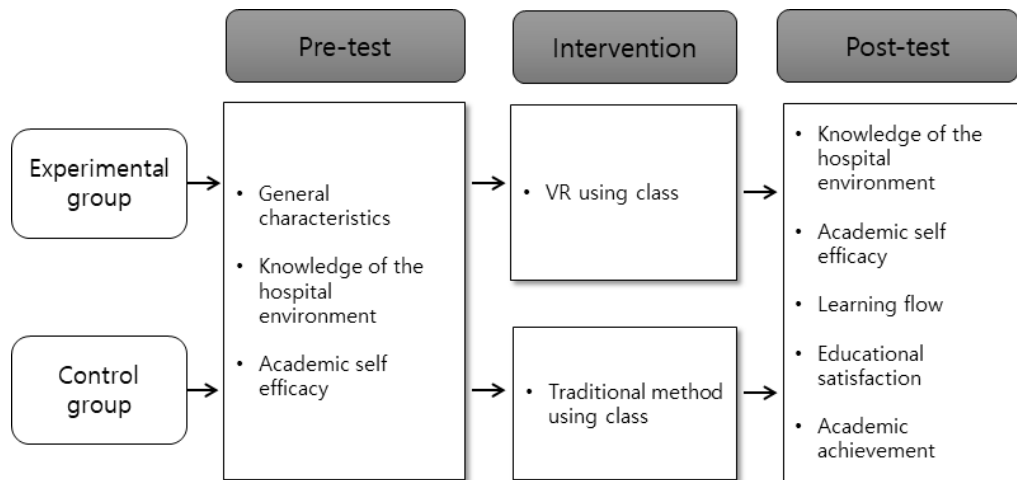 Pre-test
Intervention
Post-test
Experimental
group
Control
group
• General
characteristics
• Knowledge of the
hospital
environment
• Academic self
efficacy
• VR using class
• Traditional method
using class
• Knowledge of the
hospital
environment
• Academic self
efficacy
• Learning flow
• Educational
satisfaction
• Academic
achievement